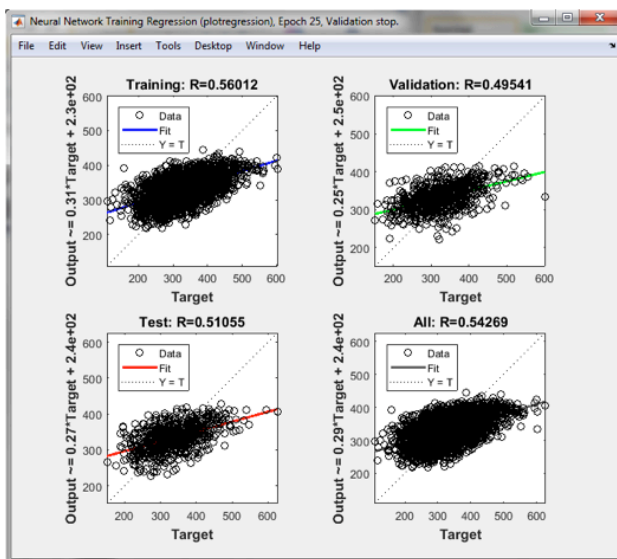 Neural Network Training Regression (plotregression), Epoch 25, Validation stop.
File Edit View Insert Tools Desktop Window Help
Training: R=0.56012
Output ~= 0.31*Target + 2.3e+02
600
500
400
300
200
Data
Fit
Y = T
200 300 400 500 600
Target
Validation: R=0.49541
Output ~= 0.25*Target + 2.5e+02
600
500
400
300
200
Data
Fit
Y = T
200 300 400 500 600
Target
Test: R=0.51055
Output ~= 0.27*Target + 2.4e+02
600
500
400
300
200
Data
Fit
Y = T
200 300 400 500 600
Target
All: R=0.54269
Output ~= 0.29*Target + 2.4e+02
600
500
400
300
200
Data
Fit
Y = T
200 300 400 500 600
Target